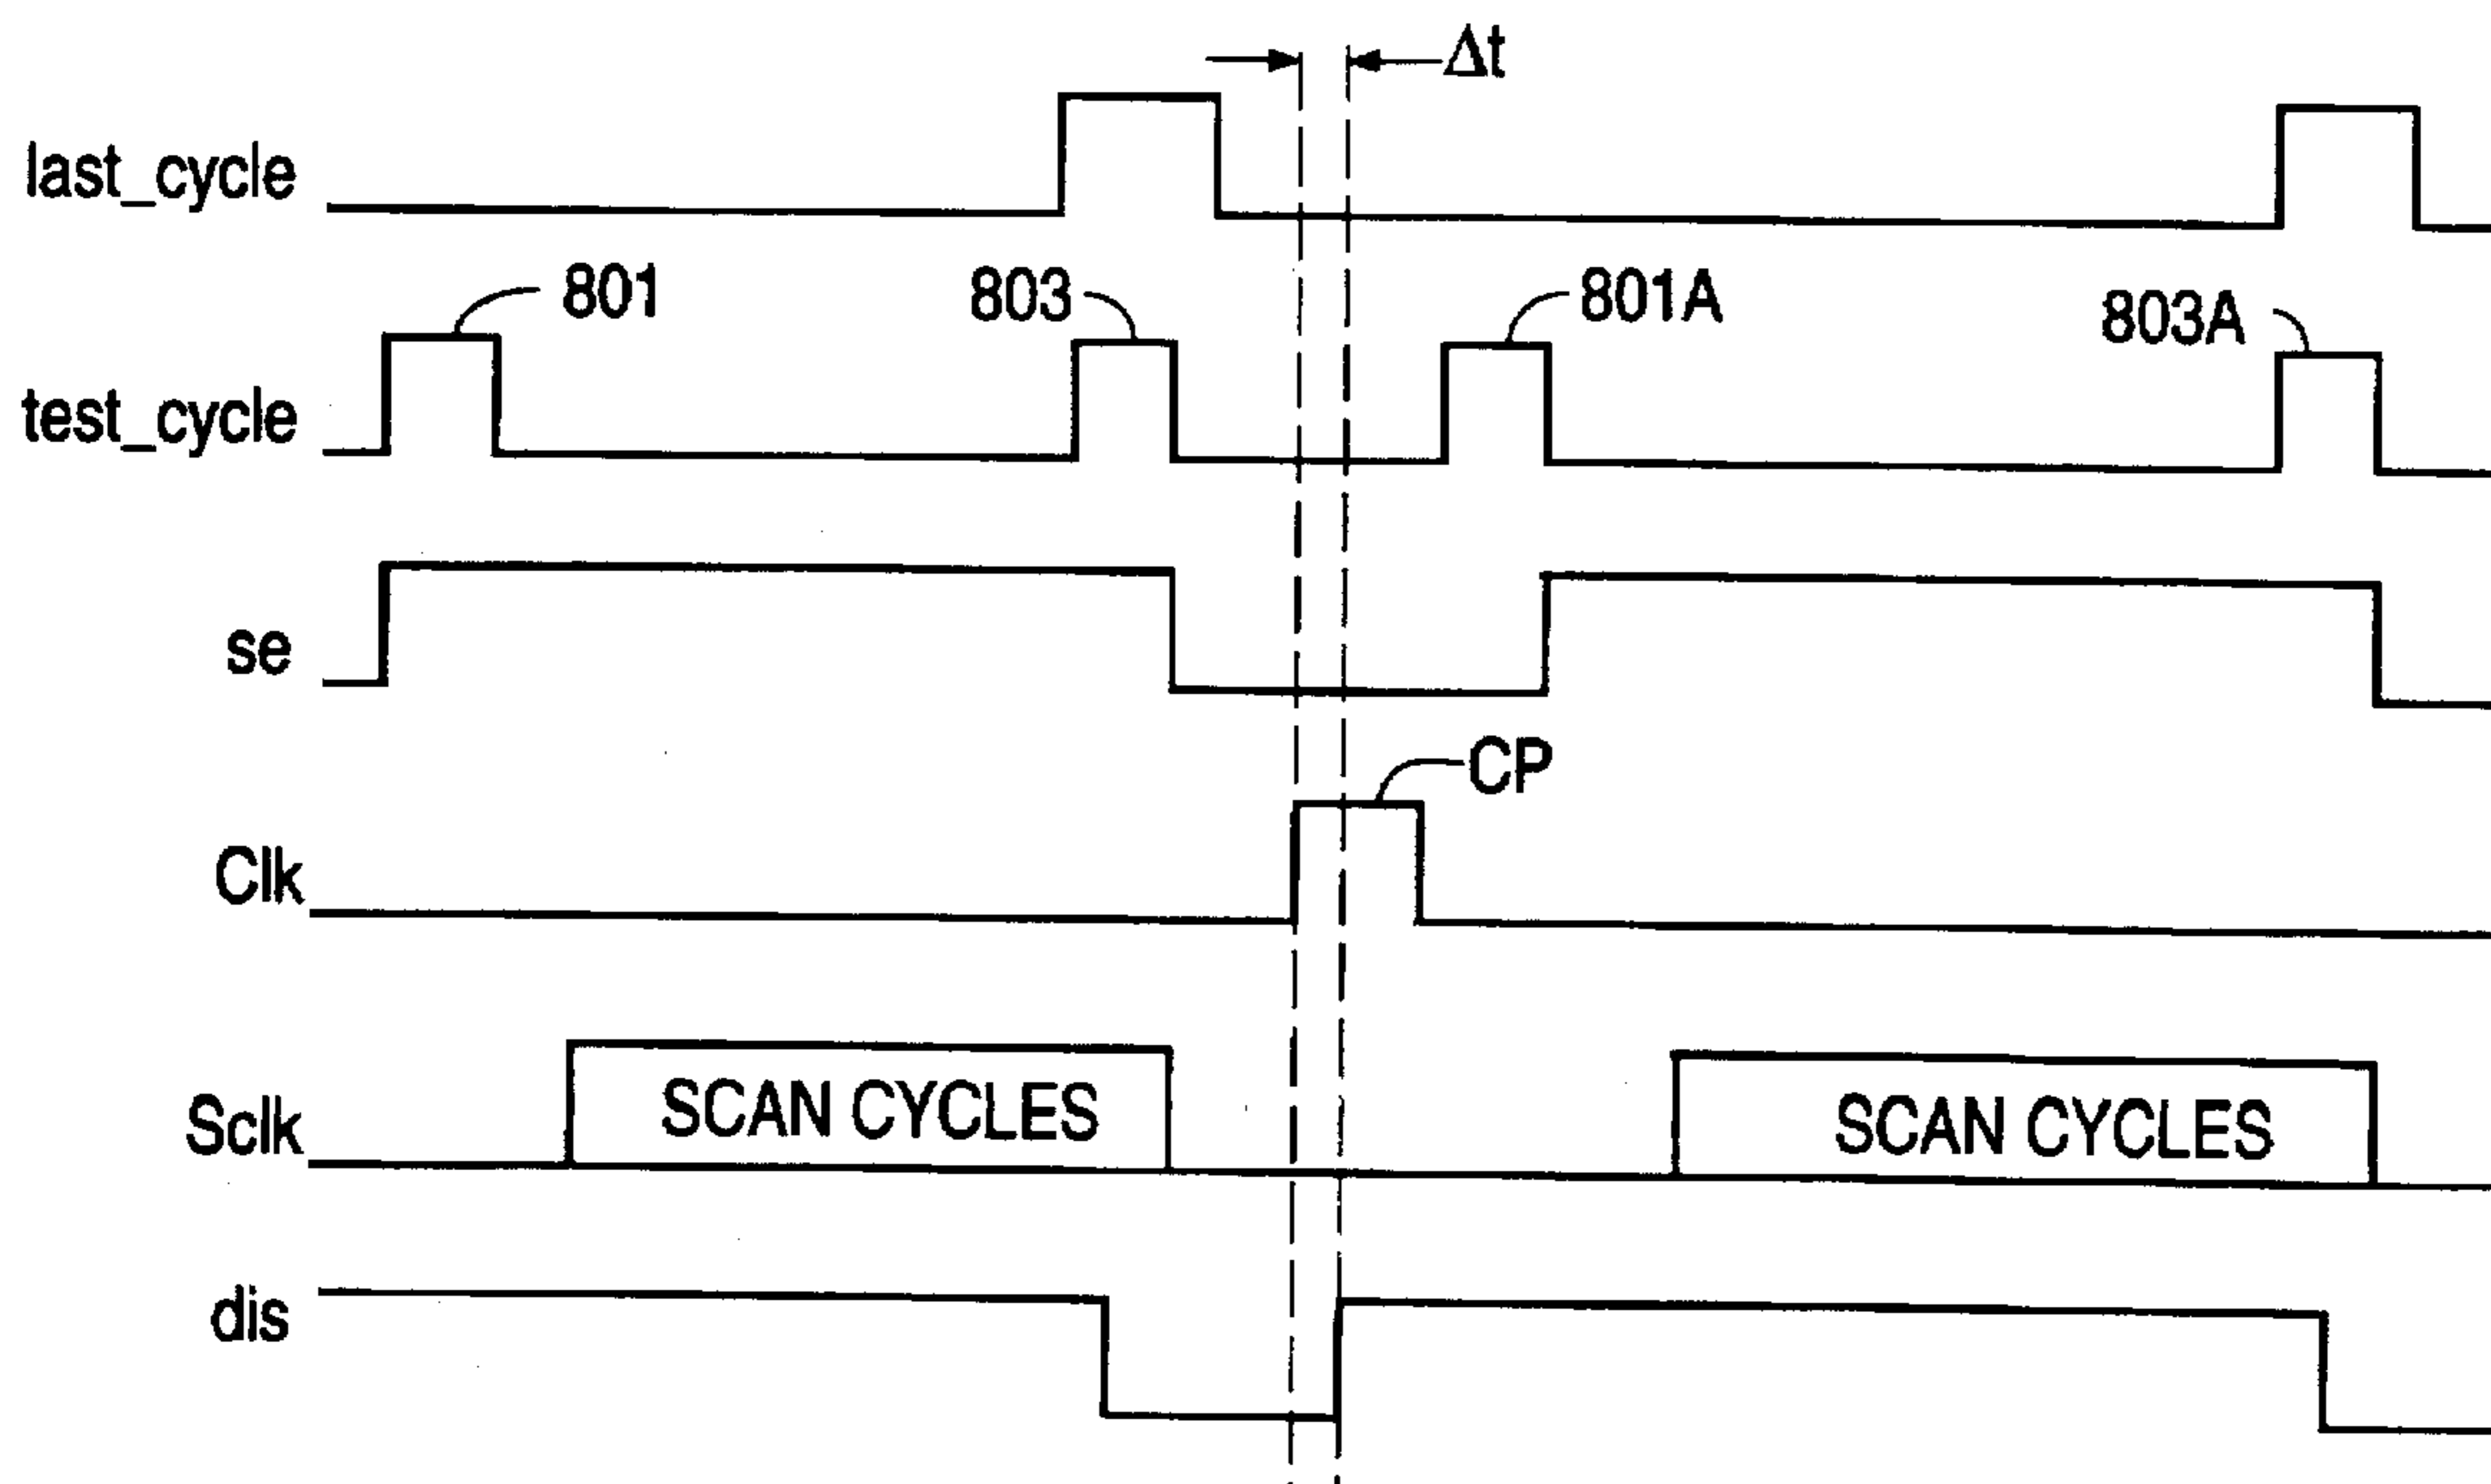 Δt
last_cycle
801
803
801A
803A
test_cycle
se
CP
Clk
SCAN CYCLES
SCAN CYCLES
Sclk
dis